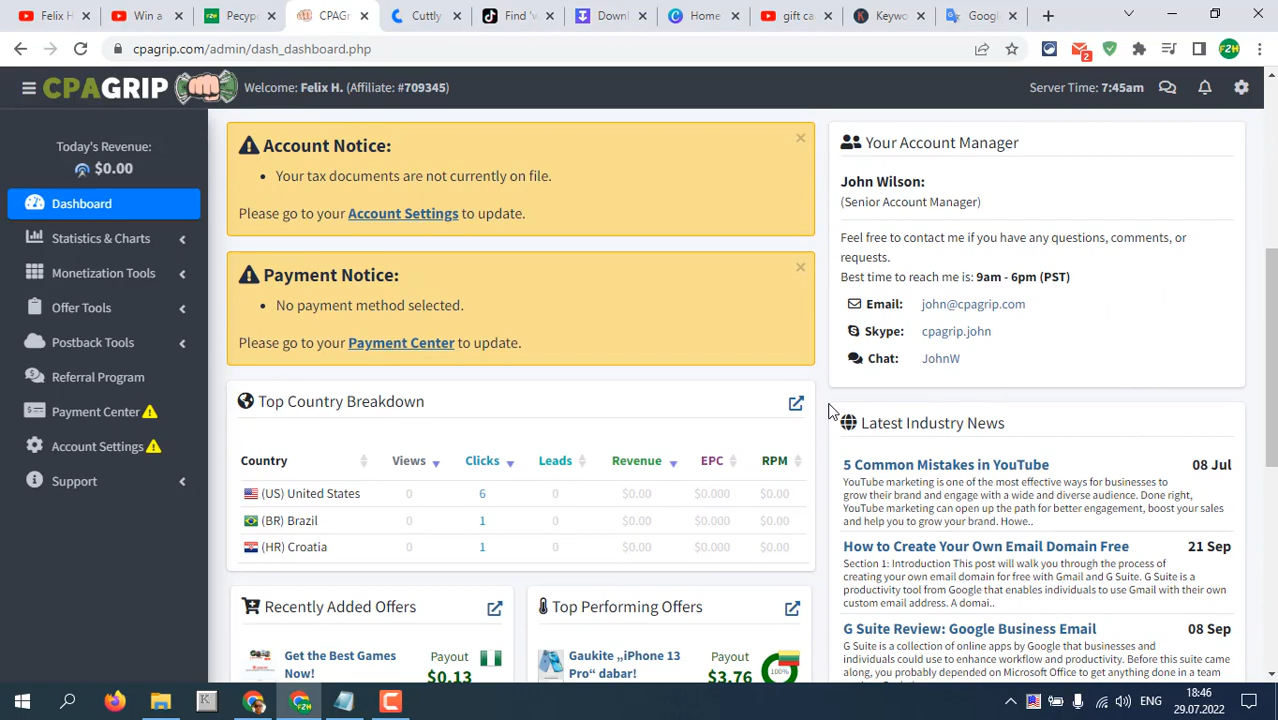 Felix H
Win a
Pecyp
CPAGr
Cuttly
Find 'v
Downl
Home
gift ca
Keywo
Googl
cpagrip.com/admin/dash_dashboard.php
2
FZH
CPAGRIP
Welcome: Felix H. (Affiliate: #709345)
Server Time: 7:45am
Today's Revenue:
$0.00
Dashboard
Statistics & Charts
Monetization Tools
Offer Tools
Postback Tools
Referral Program
Payment Center
Account Settings
Support
Account Notice:
• Your tax documents are not currently on file.
Please go to your Account Settings to update.
Payment Notice:
• No payment method selected.
Please go to your Payment Center to update.
Top Country Breakdown
Country Views Clicks Leads Revenue EPC RPM
(US) United States 0 6 0 $0.00 $0.000 $0.00
(BR) Brazil 0 1 0 $0.00 $0.000 $0.00
(HR) Croatia 0 1 0 $0.00 $0.000 $0.00
Recently Added Offers
Get the Best Games
Now!
Payout
$0.13
Top Performing Offers
Gaukite „iPhone 13
Pro“ dabar!
Payout
$3.76
100%
Your Account Manager
John Wilson:
(Senior Account Manager)
Feel free to contact me if you have any questions, comments, or
requests.
Best time to reach me is: 9am - 6pm (PST)
Email: john@cpagrip.com
Skype: cpagrip.john
Chat: JohnW
Latest Industry News
5 Common Mistakes in YouTube 08 Jul
YouTube marketing is one of the most effective ways for businesses to
grow their brand and engage with a wide and diverse audience. Done right,
YouTube marketing can open up the path for better engagement, boost your sales
and help you to grow your brand. Howe..
How to Create Your Own Email Domain Free 21 Sep
Section 1: Introduction This post will walk you through the process of
creating your own email domain for free with Gmail and G Suite. G Suite is a
productivity tool from Google that enables individuals to use Gmail with their own
custom email address. A domai..
G Suite Review: Google Business Email 08 Sep
G Suite is a collection of online apps by Google that businesses and
individuals could use to enhance workflow and productivity. Before this suite came
along, you probably depended on Microsoft Office to get anything done in a team
ENG
18:46
29.07.2022